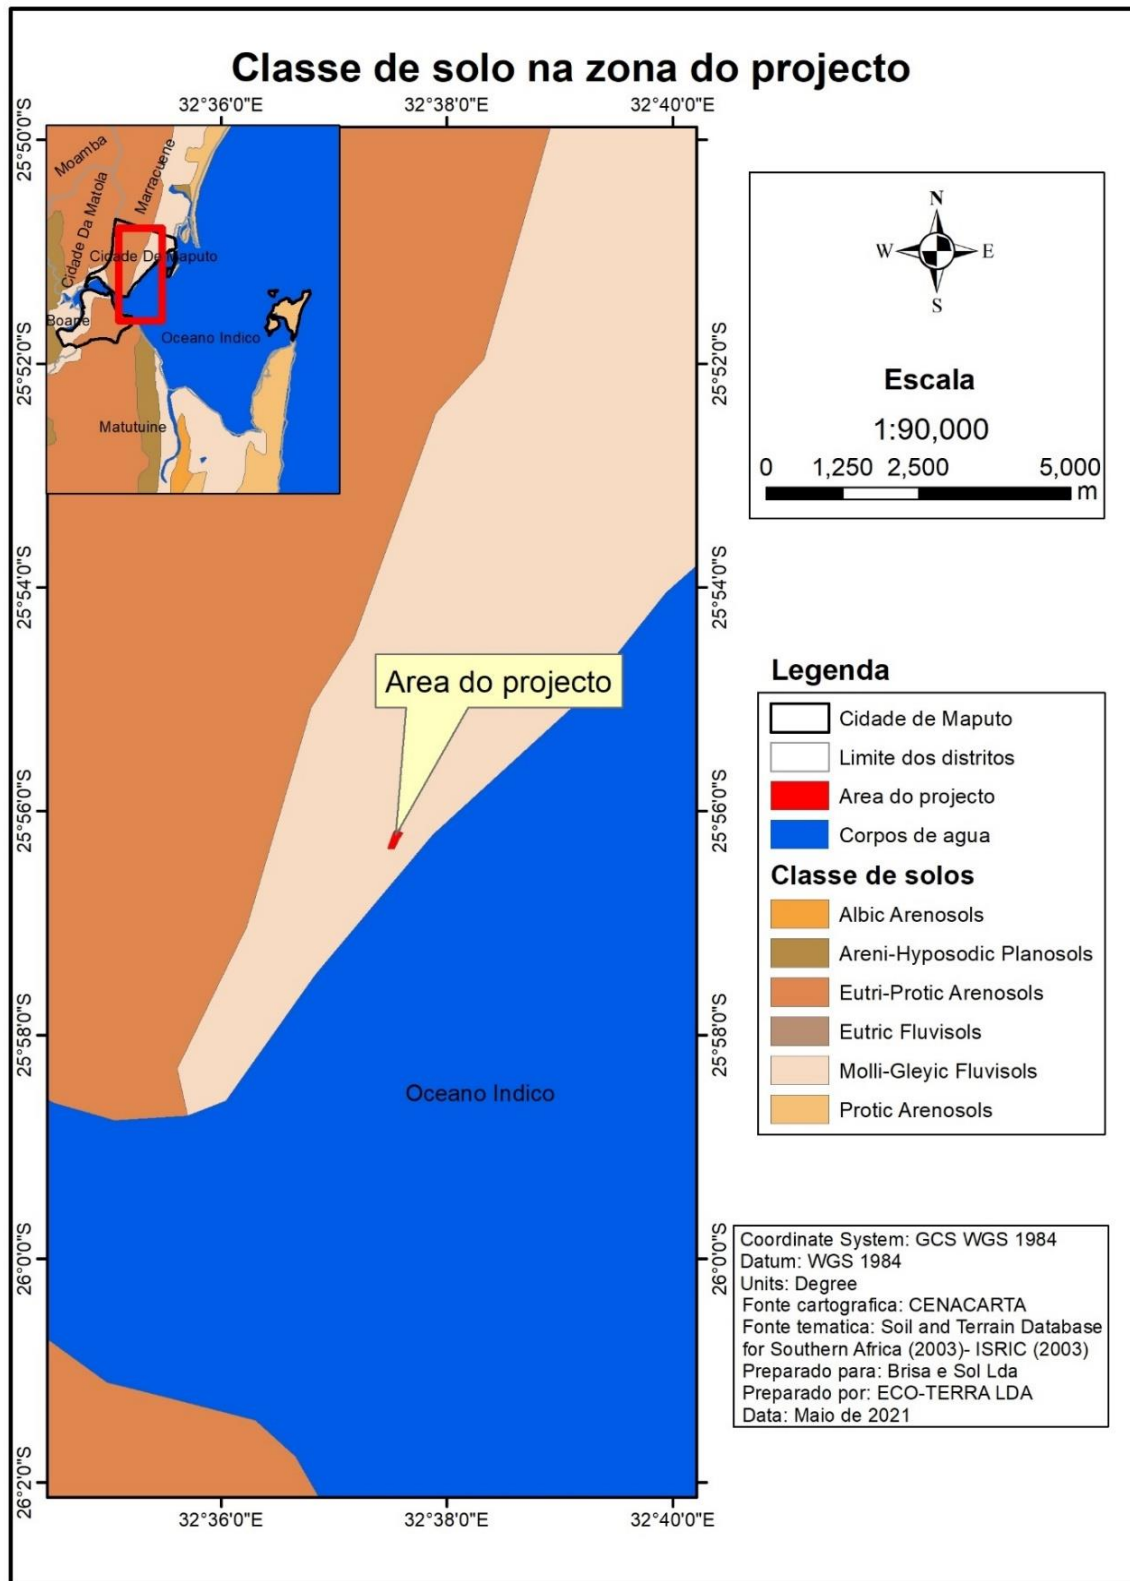 Classe de solo na zona do projecto
32°36'0"E
32°38'0"E
32°40'0"E
25°50'0"S
25°52'0"S
25°54'0"S
25°56'0"S
25°58'0"S
26°0'0"S
26°2'0"S
Moamba
Marracuene
Cidade Da Matola
Cidade De Maputo
Boane
Oceano Indico
Matutuine
Area do projecto
Oceano Indico
N
W
E
S
Escala
1:90,000
0 1,250 2,500 5,000
m
25°50'0"S
25°52'0"S
25°54'0"S
25°56'0"S
25°58'0"S
26°0'0"S
26°2'0"S
Legenda
Cidade de Maputo
Limite dos distritos
Area do projecto
Corpos de agua
Classe de solos
Albic Arenosols
Areni-Hyposodic Planosols
Eutri-Protic Arenosols
Eutric Fluvisols
Molli-Gleyic Fluvisols
Protic Arenosols
Coordinate System: GCS WGS 1984
Datum: WGS 1984
Units: Degree
Fonte cartografica: CENACARTA
Fonte tematica: Soil and Terrain Database
for Southern Africa (2003)- ISRIC (2003)
Preparado para: Brisa e Sol Lda
Preparado por: ECO-TERRA LDA
Data: Maio de 2021
32°36'0"E
32°38'0"E
32°40'0"E